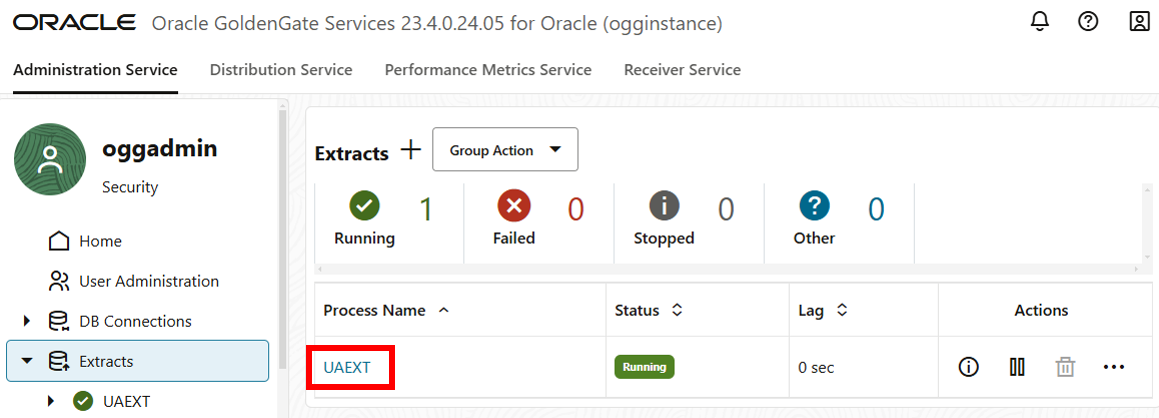 ORACLE Oracle GoldenGate Services 23.4.0.24.05 for Oracle (ogginstance)
Administration Service Distribution Service Performance Metrics Service Receiver Service
oggadmin
Security
Home
User Administration
DB Connections
Extracts
UAEXT
Extracts Group Action
1 0 0 0
Running Failed Stopped Other
Process Name Status Lag Actions
UAEXT Running 0 sec